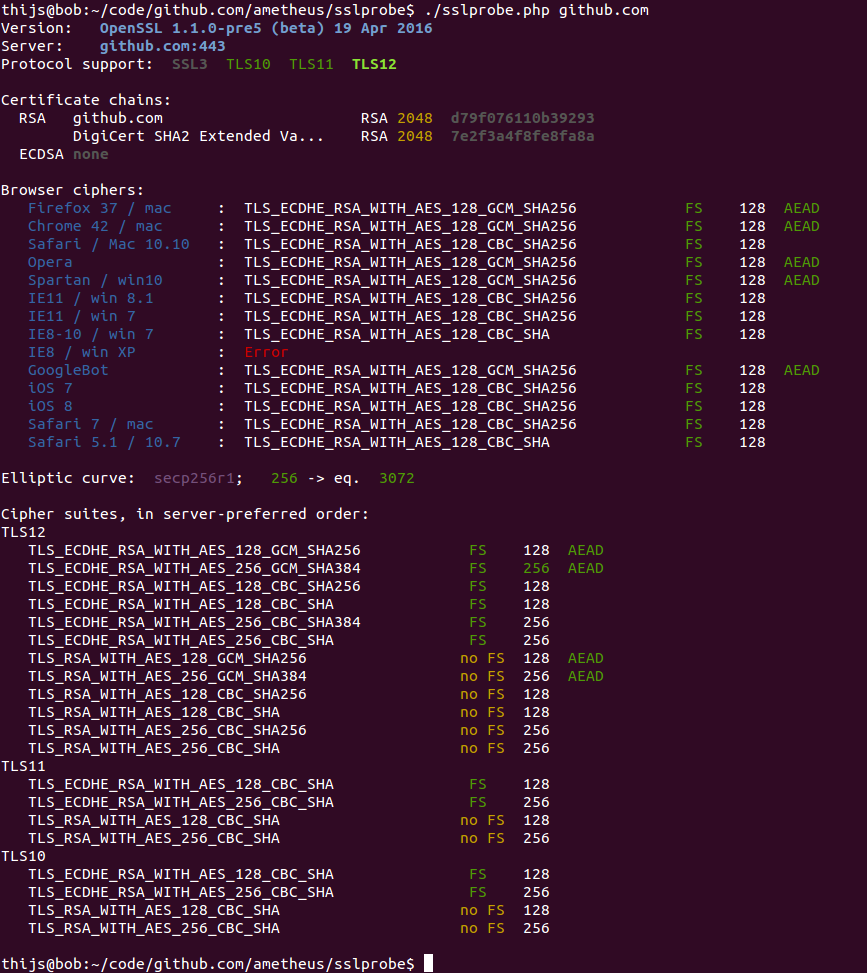 thijs@bob:~/code/github.com/ametheus/sslprobe$ ./sslprobe.php github.com
Version:   OpenSSL 1.1.0-pre5 (beta) 19 Apr 2016
Server:    github.com:443
Protocol support:  SSL3  TLS10  TLS11  TLS12
Certificate chains:
RSA   github.com                      RSA 2048  d79f076110b39293
DigiCert SHA2 Extended Va...    RSA 2048  7e2f3a4f8fe8fa8a
ECDSA none
Browser ciphers:
Firefox 37 / mac     :  TLS_ECDHE_RSA_WITH_AES_128_GCM_SHA256            FS    128  AEAD
Chrome 42 / mac      :  TLS_ECDHE_RSA_WITH_AES_128_GCM_SHA256            FS    128  AEAD
Safari / Mac 10.10   :  TLS_ECDHE_RSA_WITH_AES_128_CBC_SHA256            FS    128
Opera                :  TLS_ECDHE_RSA_WITH_AES_128_GCM_SHA256            FS    128  AEAD
Spartan / win10      :  TLS_ECDHE_RSA_WITH_AES_128_GCM_SHA256            FS    128  AEAD
IE11 / win 8.1       :  TLS_ECDHE_RSA_WITH_AES_128_CBC_SHA256            FS    128
IE11 / win 7         :  TLS_ECDHE_RSA_WITH_AES_128_CBC_SHA256            FS    128
IE8-10 / win 7       :  TLS_ECDHE_RSA_WITH_AES_128_CBC_SHA               FS    128
IE8 / win XP         :  Error
GoogleBot            :  TLS_ECDHE_RSA_WITH_AES_128_GCM_SHA256            FS    128  AEAD
iOS 7                :  TLS_ECDHE_RSA_WITH_AES_128_CBC_SHA256            FS    128
iOS 8                :  TLS_ECDHE_RSA_WITH_AES_128_CBC_SHA256            FS    128
Safari 7 / mac       :  TLS_ECDHE_RSA_WITH_AES_128_CBC_SHA256            FS    128
Safari 5.1 / 10.7    :  TLS_ECDHE_RSA_WITH_AES_128_CBC_SHA               FS    128
Elliptic curve:  secp256r1;   256 -> eq.  3072
Cipher suites, in server-preferred order:
TLS12
TLS_ECDHE_RSA_WITH_AES_128_GCM_SHA256            FS    128  AEAD
TLS_ECDHE_RSA_WITH_AES_256_GCM_SHA384            FS    256  AEAD
TLS_ECDHE_RSA_WITH_AES_128_CBC_SHA256            FS    128
TLS_ECDHE_RSA_WITH_AES_128_CBC_SHA               FS    128
TLS_ECDHE_RSA_WITH_AES_256_CBC_SHA384            FS    256
TLS_ECDHE_RSA_WITH_AES_256_CBC_SHA               FS    256
TLS_RSA_WITH_AES_128_GCM_SHA256                 no FS  128  AEAD
TLS_RSA_WITH_AES_256_GCM_SHA384                 no FS  256  AEAD
TLS_RSA_WITH_AES_128_CBC_SHA256                 no FS  128
TLS_RSA_WITH_AES_128_CBC_SHA                    no FS  128
TLS_RSA_WITH_AES_256_CBC_SHA256                 no FS  256
TLS_RSA_WITH_AES_256_CBC_SHA                    no FS  256
TLS11
TLS_ECDHE_RSA_WITH_AES_128_CBC_SHA               FS    128
TLS_ECDHE_RSA_WITH_AES_256_CBC_SHA               FS    256
TLS_RSA_WITH_AES_128_CBC_SHA                    no FS  128
TLS_RSA_WITH_AES_256_CBC_SHA                    no FS  256
TLS10
TLS_ECDHE_RSA_WITH_AES_128_CBC_SHA               FS    128
TLS_ECDHE_RSA_WITH_AES_256_CBC_SHA               FS    256
TLS_RSA_WITH_AES_128_CBC_SHA                    no FS  128
TLS_RSA_WITH_AES_256_CBC_SHA                    no FS  256
thijs@bob:~/code/github.com/ametheus/sslprobe$